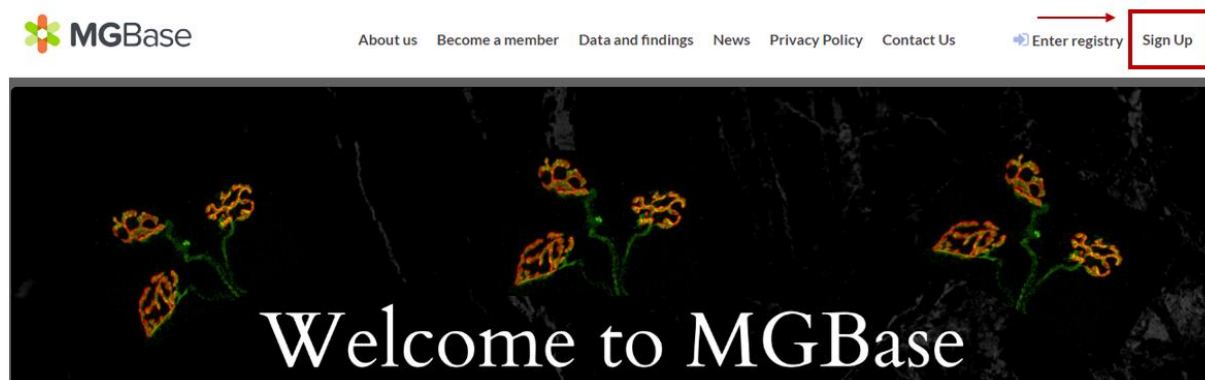 MGBase
About us Become a member Data and findings News Privacy Policy Contact Us Enter registry Sign Up
Welcome to MGBase